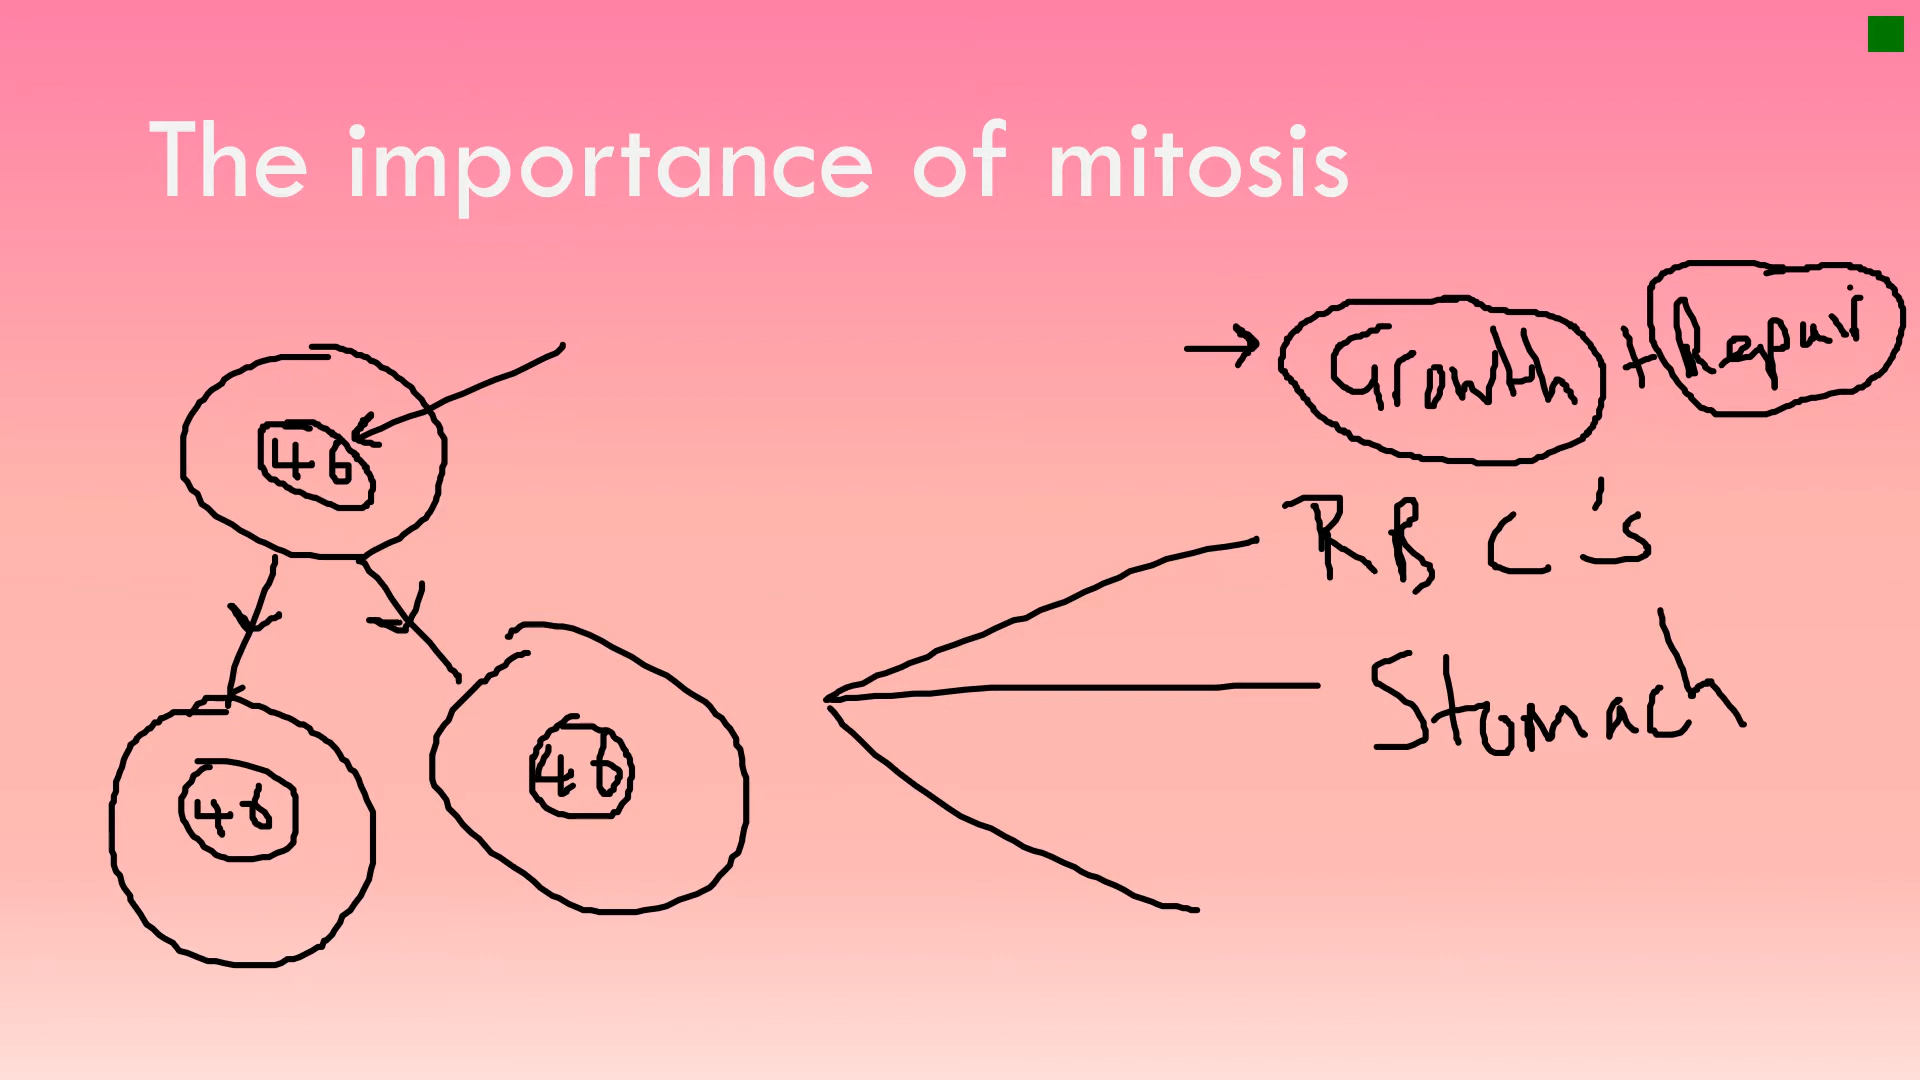 The importance of mitosis
Growth + Repair
46
RBC's
Stomach
46
46